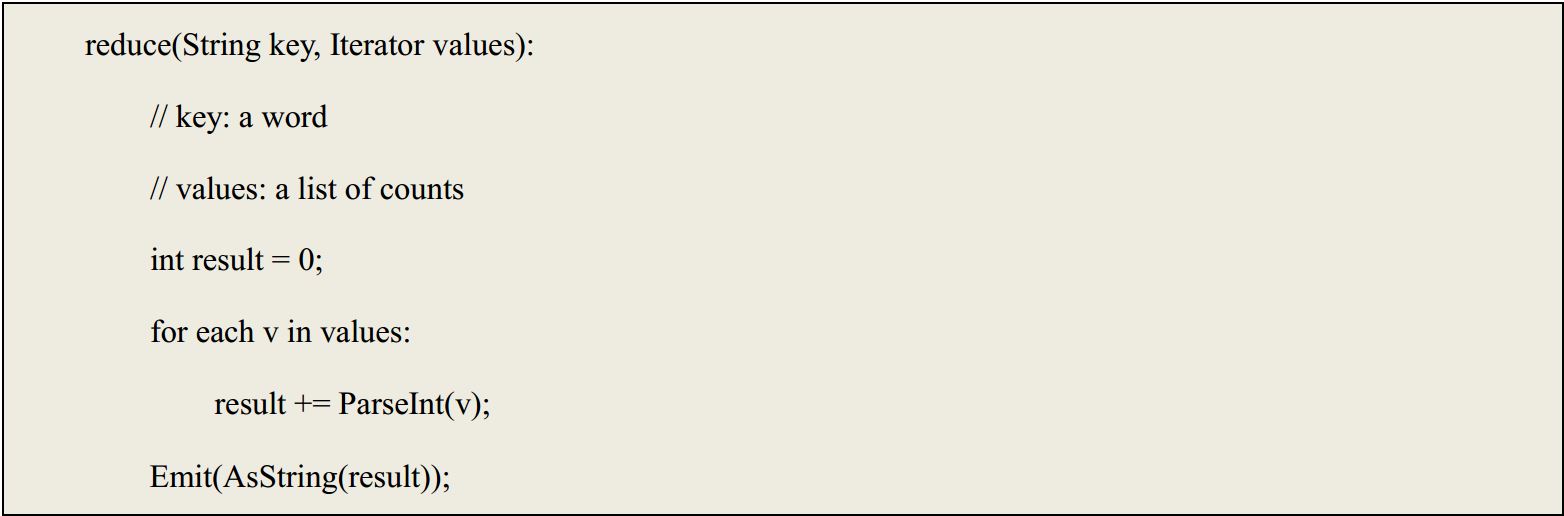 reduce(String key, Iterator values):
// key: a word
// values: a list of counts
int result = 0;
for each v in values:
result += ParseInt(v);
Emit(AsString(result));